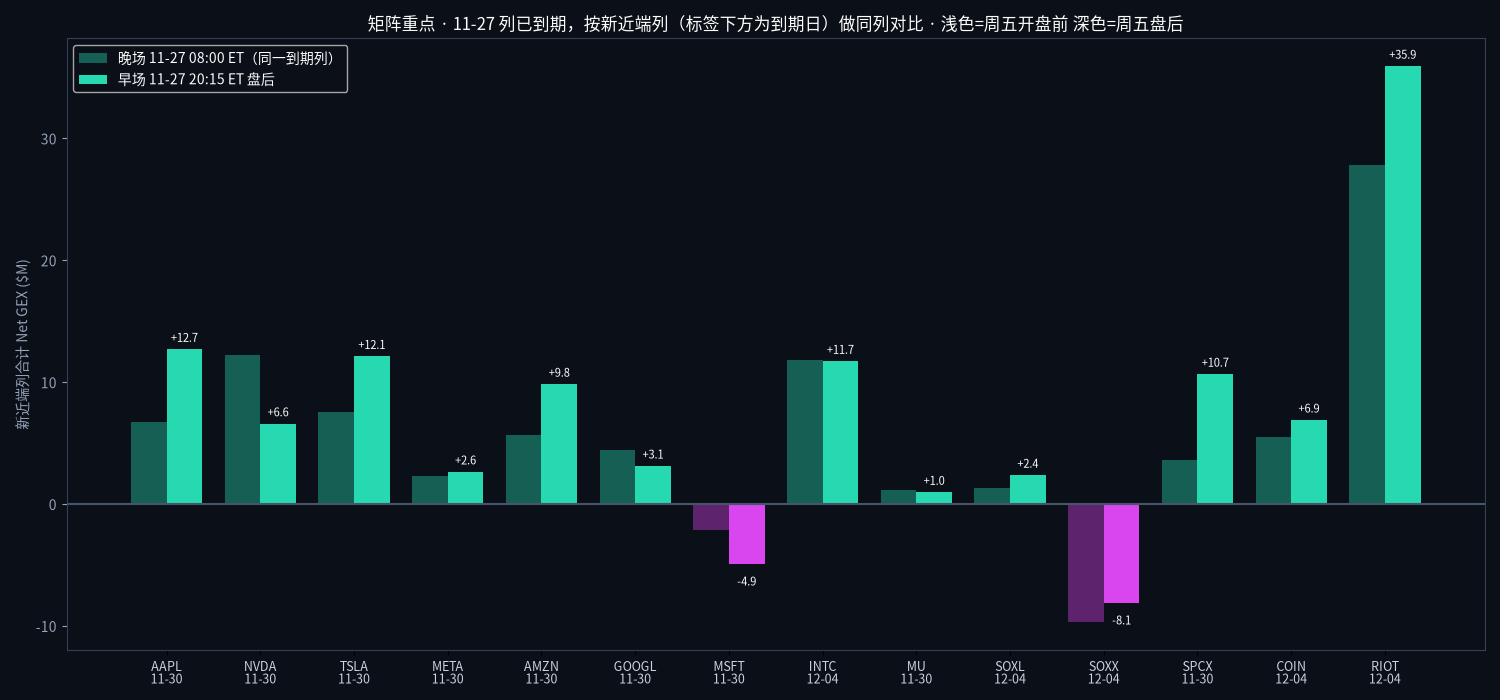 矩阵重点 · 11-27 列已到期，按新近端列（标签下方为到期日）做同列对比 · 浅色=周五开盘前 深色=周五盘后
晚场 11-27 08:00 ET（同一到期列）
早场 11-27 20:15 ET 盘后
新近端列合计 Net GEX ($M)
30
20
10
0
-10
+12.7
+6.6
+12.1
+2.6
+9.8
+3.1
-4.9
+11.7
+1.0
+2.4
-8.1
+10.7
+6.9
+35.9
AAPL
11-30
NVDA
11-30
TSLA
11-30
META
11-30
AMZN
11-30
GOOGL
11-30
MSFT
11-30
INTC
12-04
MU
11-30
SOXL
12-04
SOXX
12-04
SPCX
11-30
COIN
12-04
RIOT
12-04